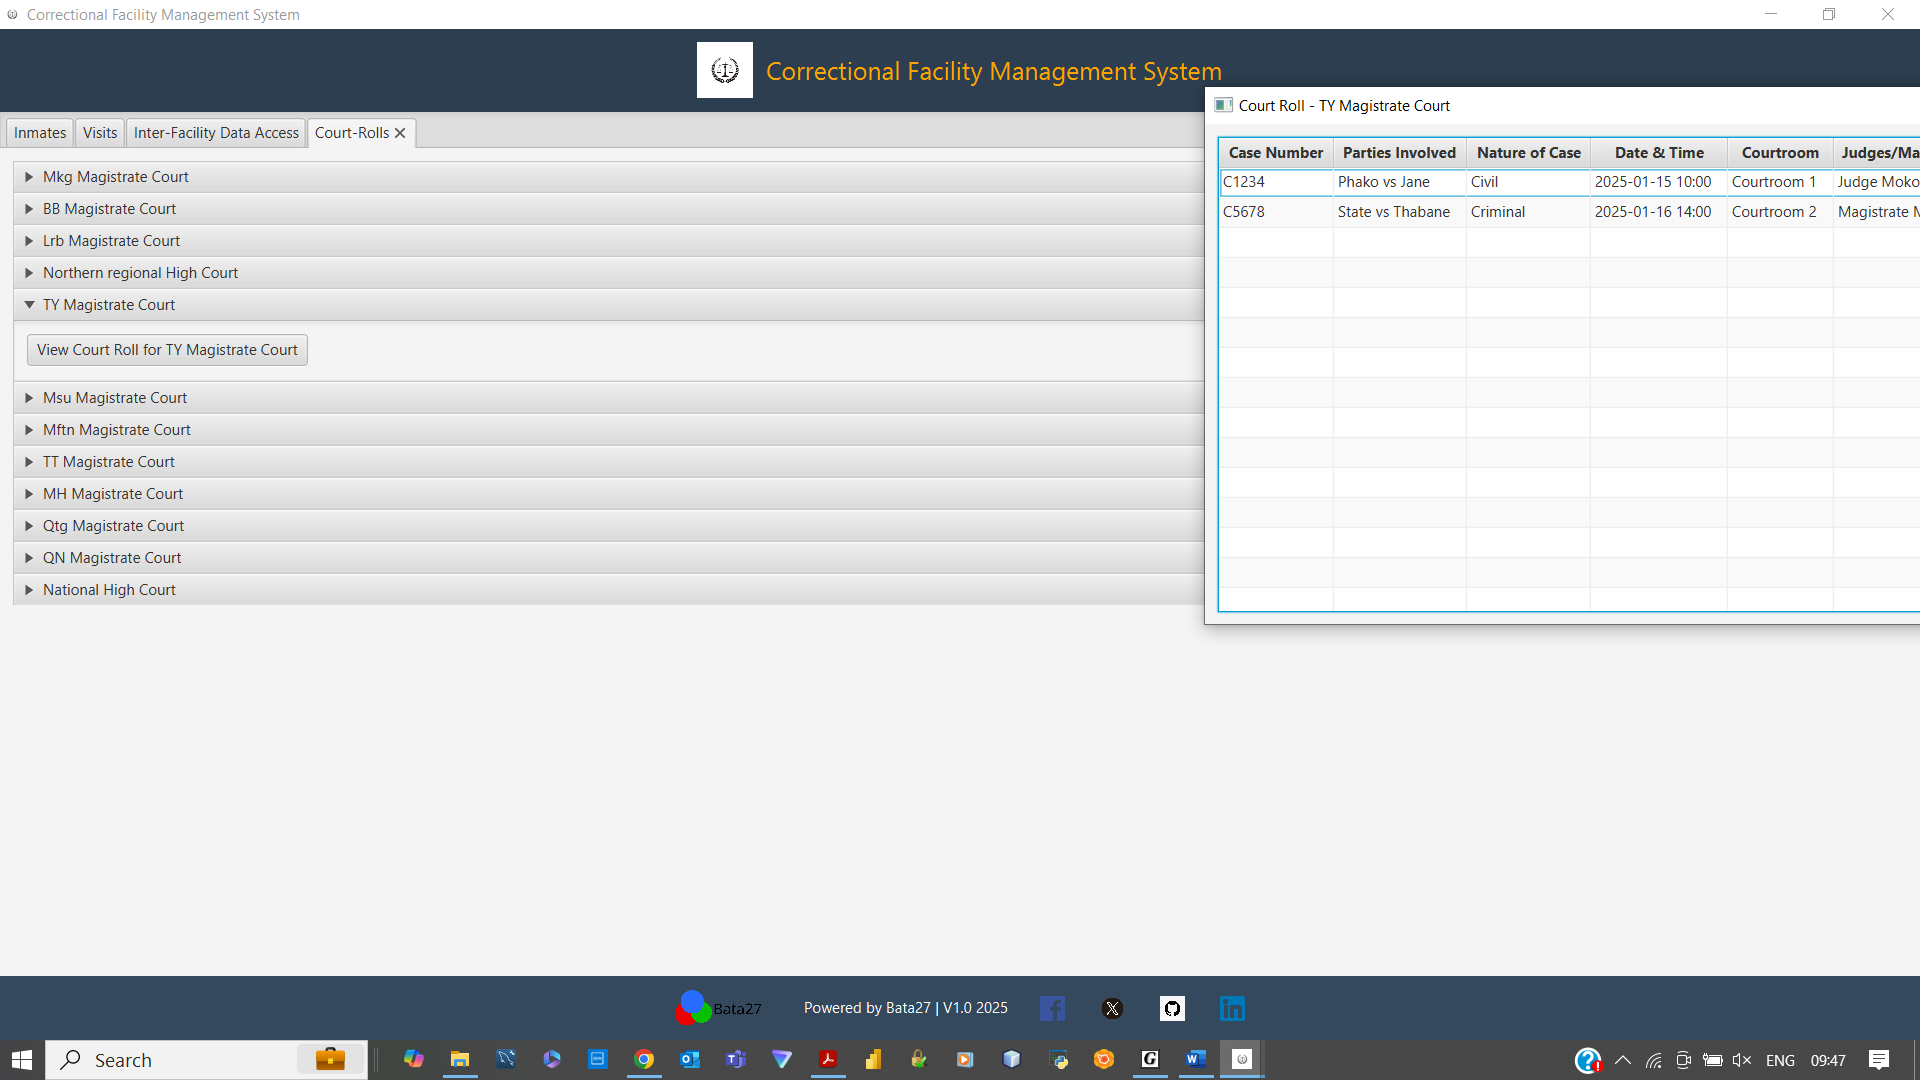 Correctional Facility Management System
Correctional Facility Management System
Court Roll - TY Magistrate Court
Inmates Visits Inter-Facility Data Access Court-Rolls
Case Number Parties Involved Nature of Case Date & Time Courtroom Judges/Ma
C1234 Phako vs Jane Civil 2025-01-15 10:00 Courtroom 1 Judge Moko
C5678 State vs Thabane Criminal 2025-01-16 14:00 Courtroom 2 Magistrate M
Mkg Magistrate Court
BB Magistrate Court
Lrb Magistrate Court
Northern regional High Court
TY Magistrate Court
View Court Roll for TY Magistrate Court
Msu Magistrate Court
Mftn Magistrate Court
TT Magistrate Court
MH Magistrate Court
Qtg Magistrate Court
QN Magistrate Court
National High Court
Bata27 Powered by Bata27 | V1.0 2025
Search
ENG 09:47